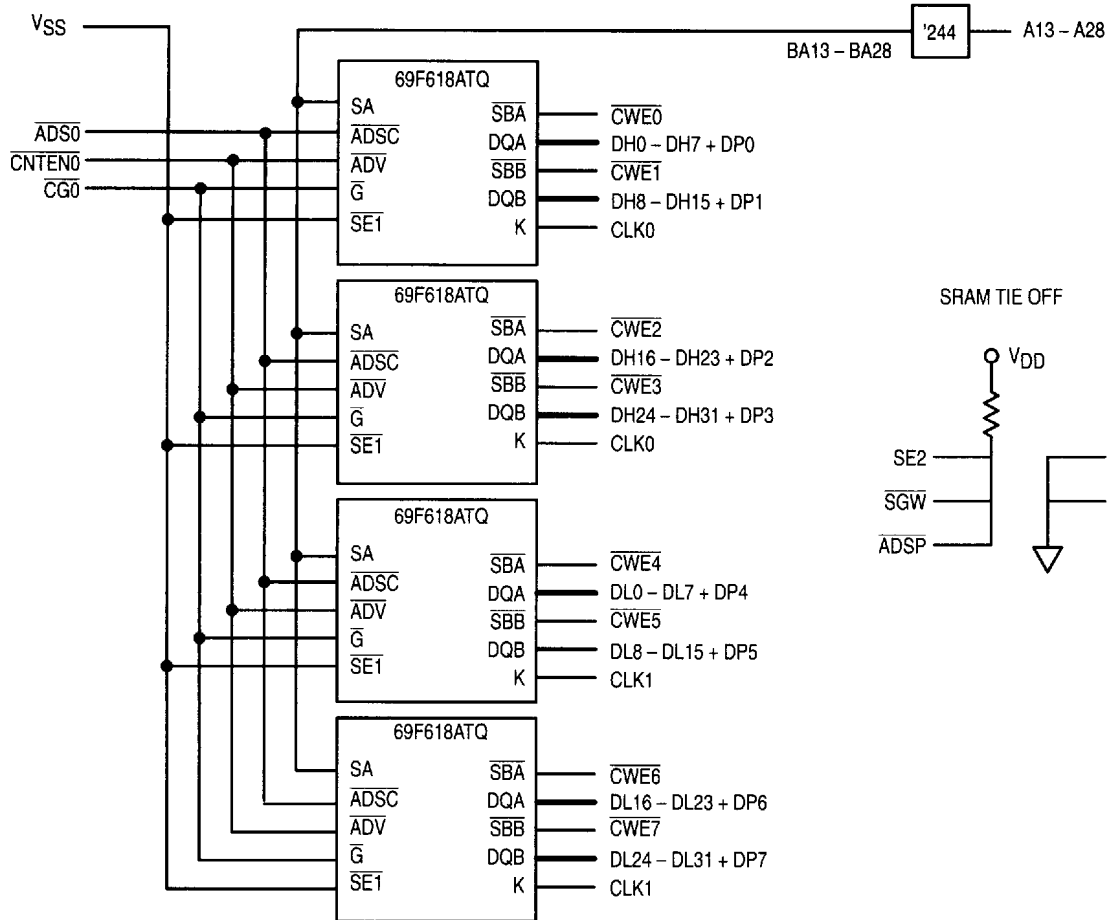 VSS
'244
A13 – A28
BA13 – BA28
69F618ATQ
SA
ADSC
ADV
G
SE1
SBA
DQA
SBB
DQB
K
CWE0
DH0 – DH7 + DP0
CWE1
DH8 – DH15 + DP1
CLK0
ADS0
CNTEN0
CG0
69F618ATQ
SA
ADSC
ADV
G
SE1
SBA
DQA
SBB
DQB
K
CWE2
DH16 – DH23 + DP2
CWE3
DH24 – DH31 + DP3
CLK0
SRAM TIE OFF
VDD
SE2
SGW
ADSP
69F618ATQ
SA
ADSC
ADV
G
SE1
SBA
DQA
SBB
DQB
K
CWE4
DL0 – DL7 + DP4
CWE5
DL8 – DL15 + DP5
CLK1
69F618ATQ
SA
ADSC
ADV
G
SE1
SBA
DQA
SBB
DQB
K
CWE6
DL16 – DL23 + DP6
CWE7
DL24 – DL31 + DP7
CLK1